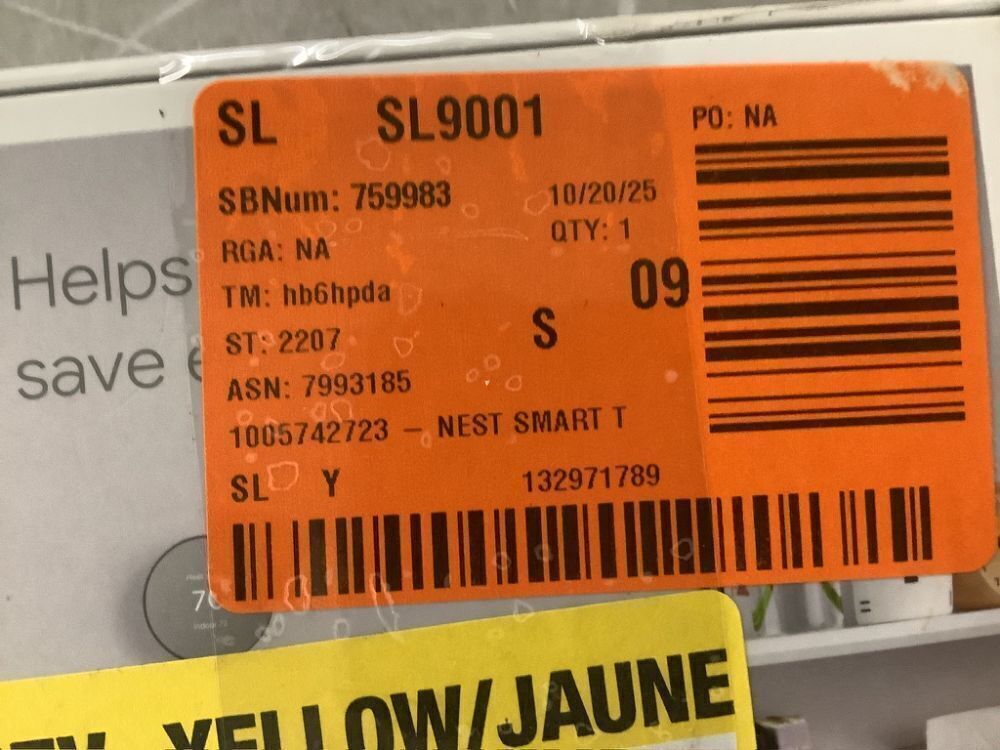 SL SL9001 PO: NA
SBNum: 759983 10/20/25
RGA: NA QTY: 1
TM: hb6hpda 09
ST: 2207 S
ASN: 7993185
1005742723 – NEST SMART T
SL Y 132971789
Helps
save
YELLOW/JAUNE